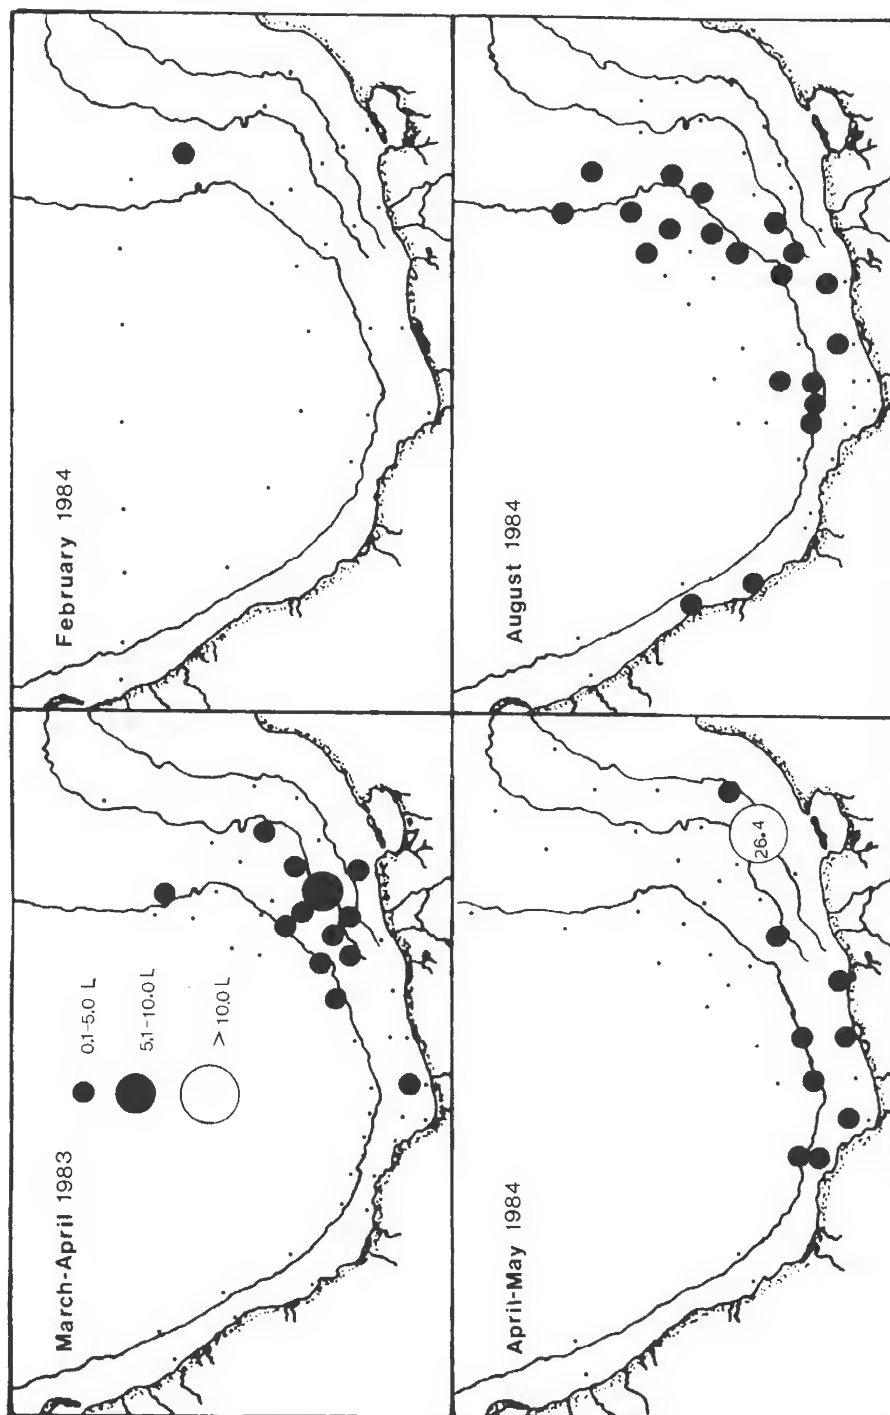 March-April 1983
0.1-5.0 L
5.1-10.0 L
> 10.0 L
February 1984
April-May 1984
26.4
August 1984